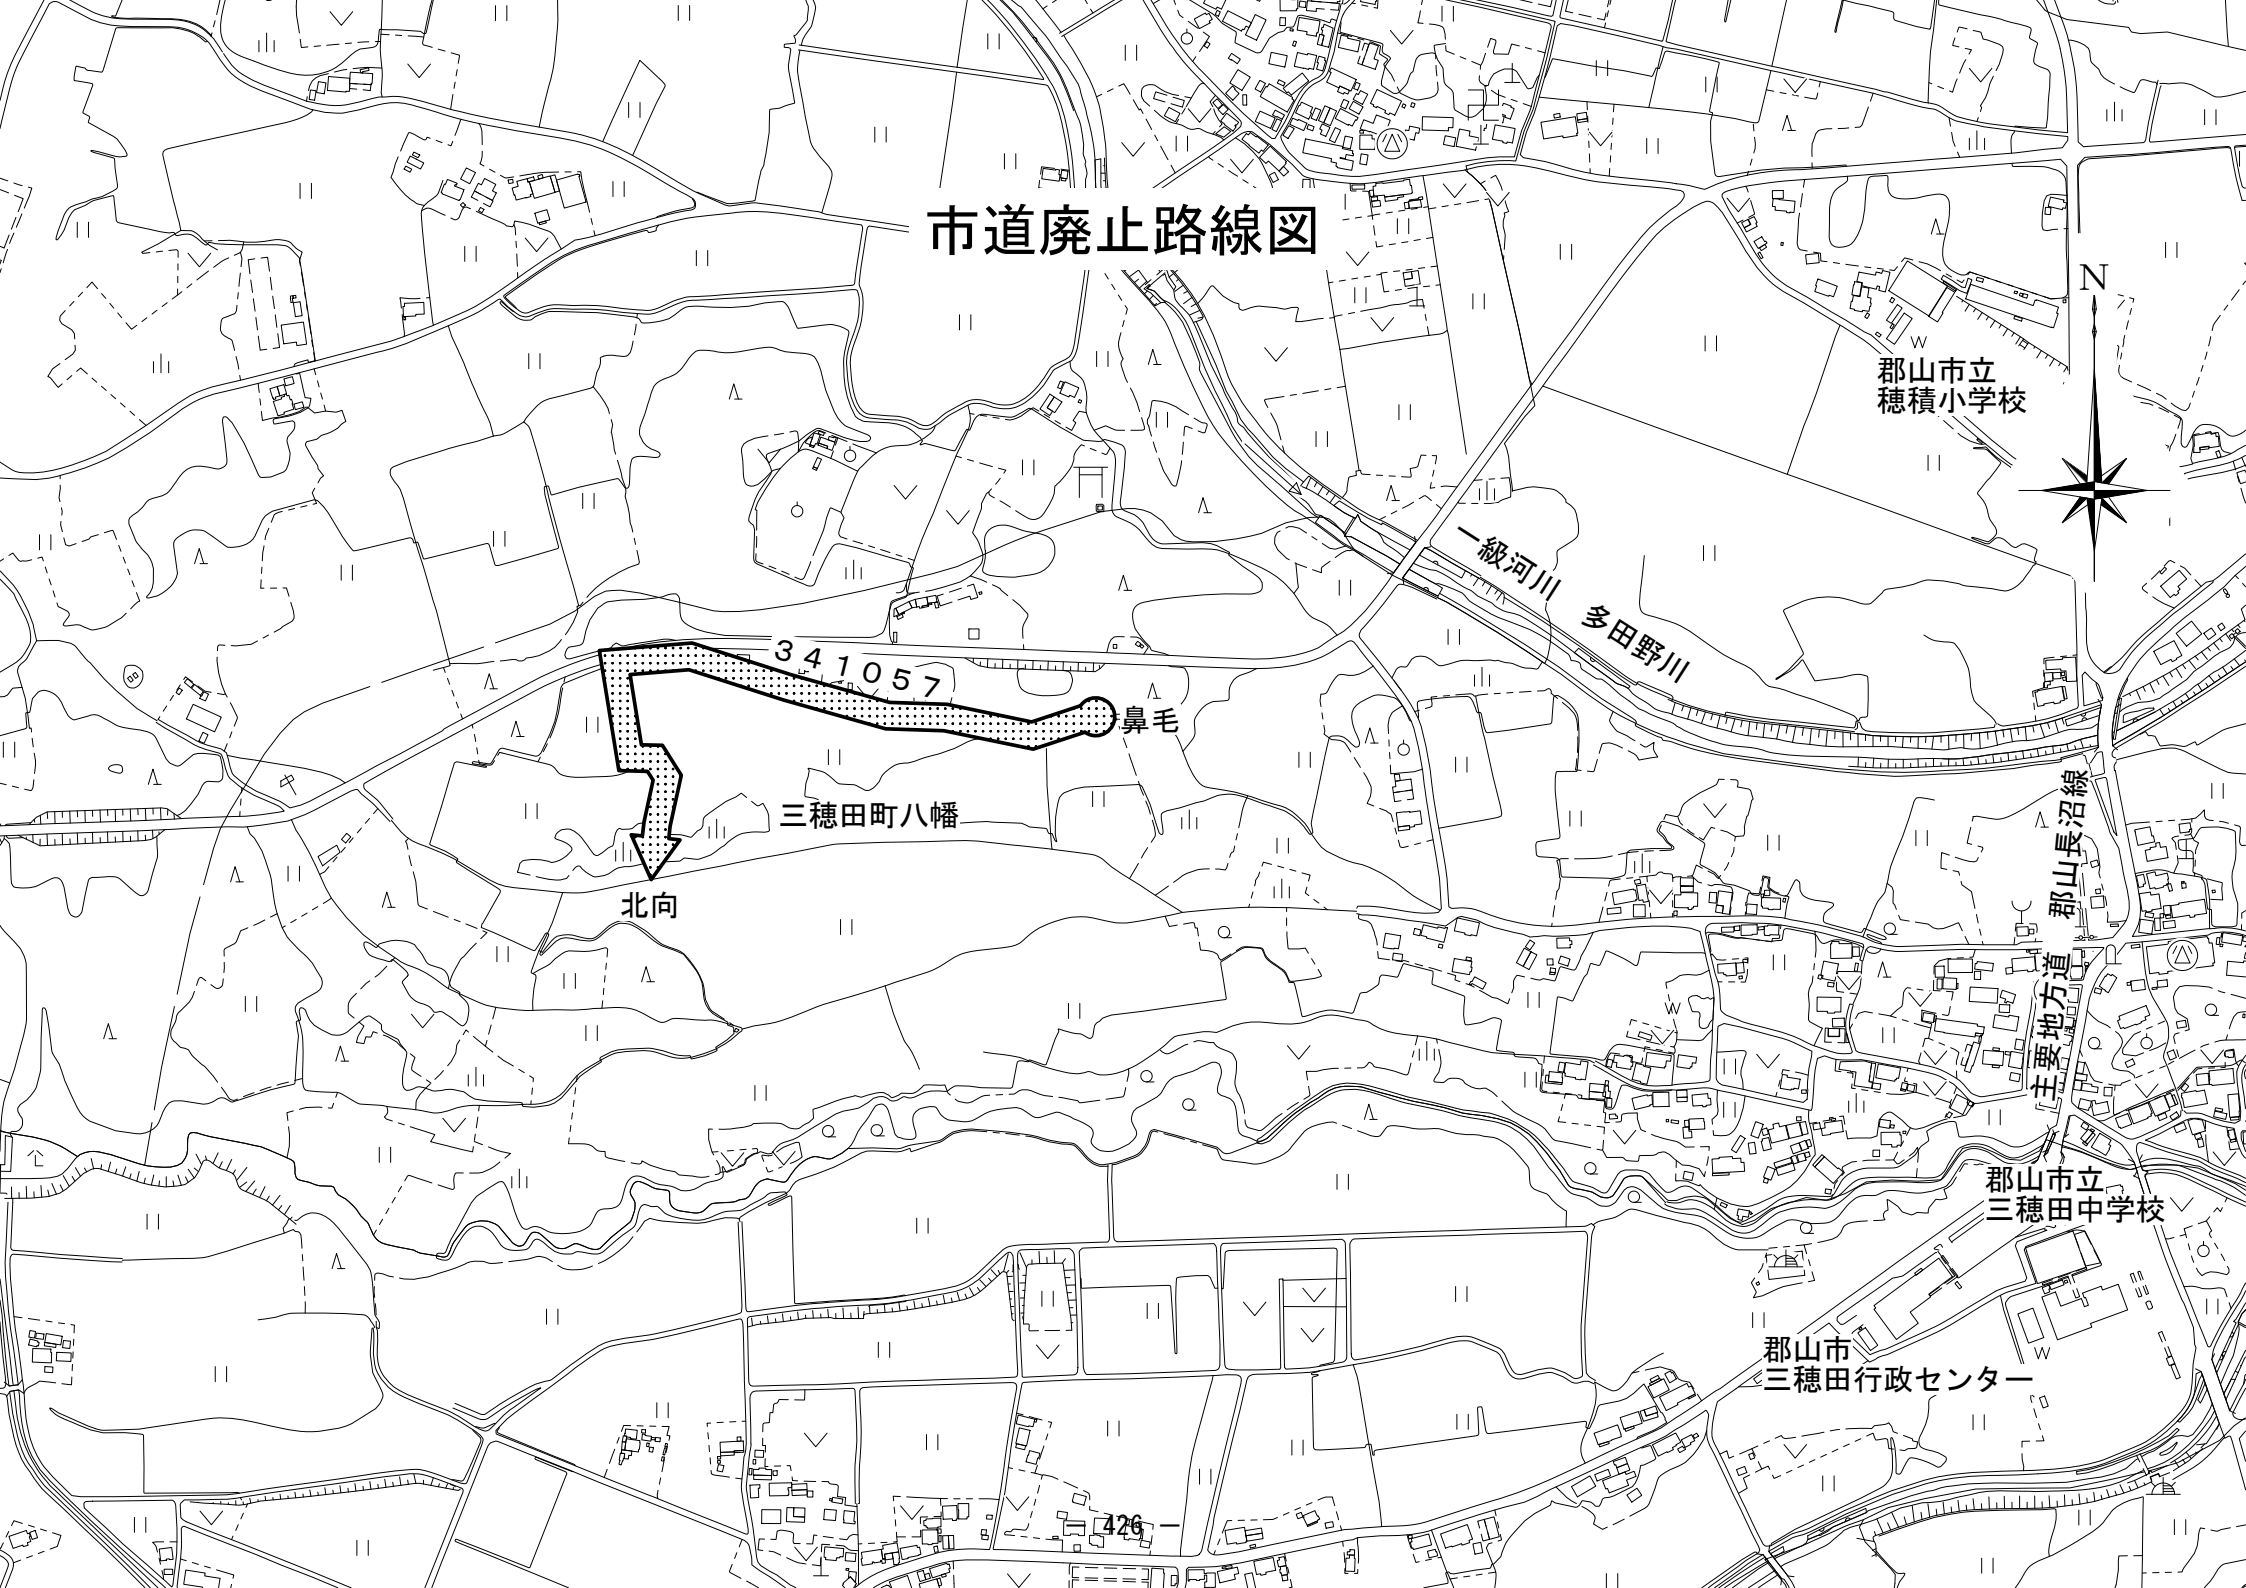 市道廃止路線図
N
郡山市立
穂積小学校
一級河川 多田野川
341057
鼻毛
三穂田町八幡
北向
主要地方道 郡山長沼線
郡山市立
三穂田中学校
郡山市
三穂田行政センター
― 426 ―